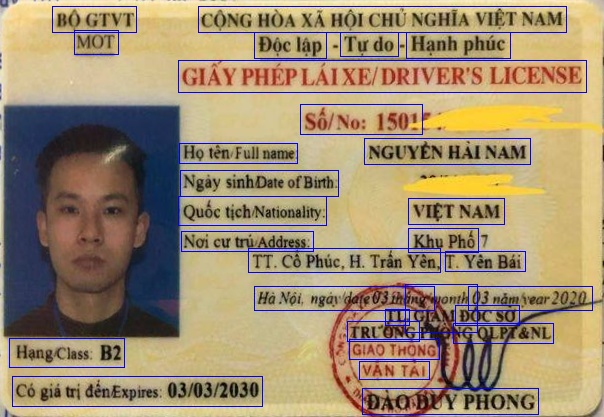 BỘ GTVT
MOT
CỘNG HÒA XÃ HỘI CHỦ NGHĨA VIỆT NAM
Độc lập - Tự do - Hạnh phúc
GIẤY PHÉP LÁI XE/ DRIVER'S LICENSE
Số/No: 1501
Họ tên/Full name: NGUYỄN HẢI NAM
Ngày sinh/Date of Birth:
Quốc tịch/Nationality: VIỆT NAM
Nơi cư trú/Address: Khu Phố 7
TT. Cổ Phúc, H. Trấn Yên, T. Yên Bái
Hà Nội, ngày/date 03 tháng/month 03 năm/year 2020
TL. GIÁM ĐỐC SỞ
TRƯỞNG PHÒNG QLPT&NL
GIAO THÔNG
VẬN TẢI
Hạng/Class: B2
Có giá trị đến/Expires: 03/03/2030
ĐÀO DUY PHONG